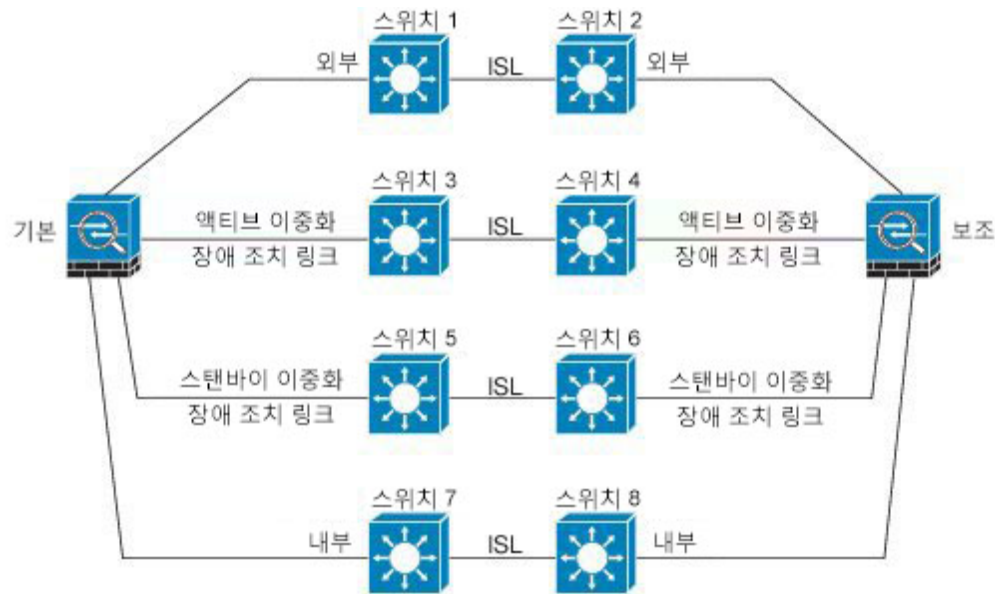 스위치 1
스위치 2
외부
ISL
외부
스위치 3
스위치 4
기본
액티브 이중화
장애 조치 링크
ISL
액티브 이중화
장애 조치 링크
보조
스위치 5
스위치 6
스탠바이 이중화
장애 조치 링크
ISL
스탠바이 이중화
장애 조치 링크
스위치 7
스위치 8
내부
ISL
내부